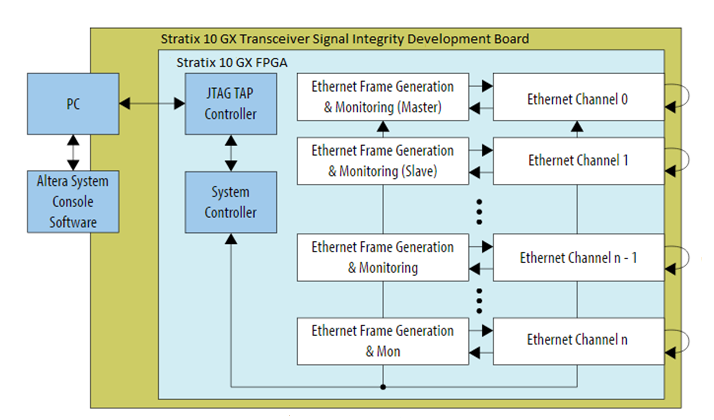 Stratix 10 GX Transceiver Signal Integrity Development Board
Stratix 10 GX FPGA
PC
Altera System
Console
Software
JTAG TAP
Controller
System
Controller
Ethernet Frame Generation
& Monitoring (Master)
Ethernet Channel 0
Ethernet Frame Generation
& Monitoring (Slave)
Ethernet Channel 1
Ethernet Frame Generation
& Monitoring
Ethernet Channel n - 1
Ethernet Frame Generation
& Mon
Ethernet Channel n